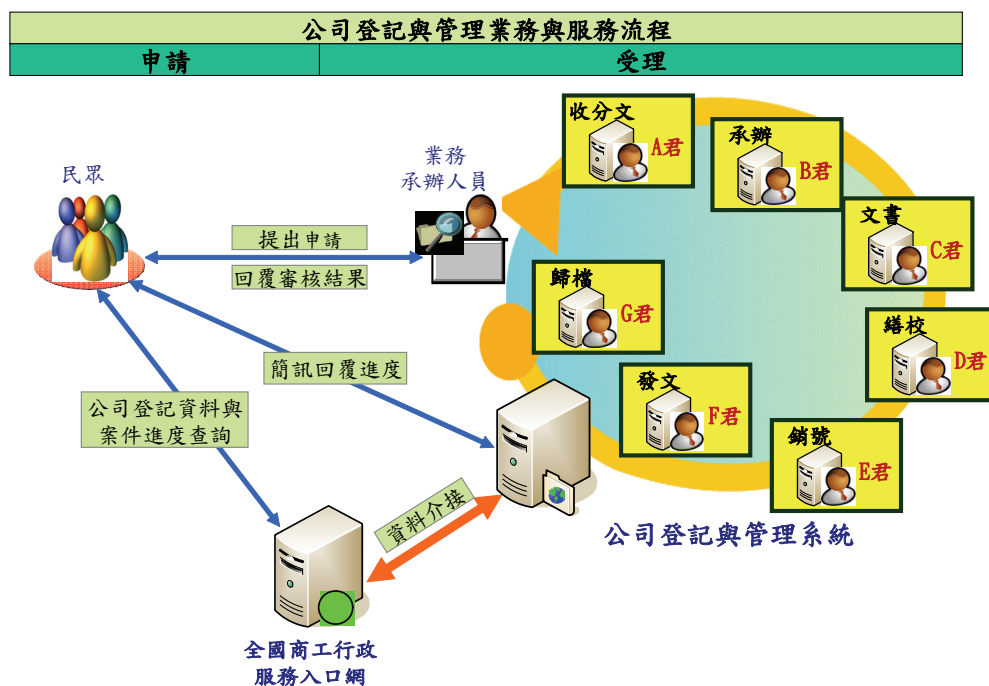 公司登記與管理業務與服務流程
申請
受理
民眾
業務
承辦人員
提出申請
回覆審核結果
簡訊回覆進度
公司登記資料與
案件進度查詢
資料介接
全國商工行政
服務入口網
公司登記與管理系統
收分文
A君
承辦
B君
文書
C君
繕校
D君
銷號
E君
發文
F君
歸檔
G君